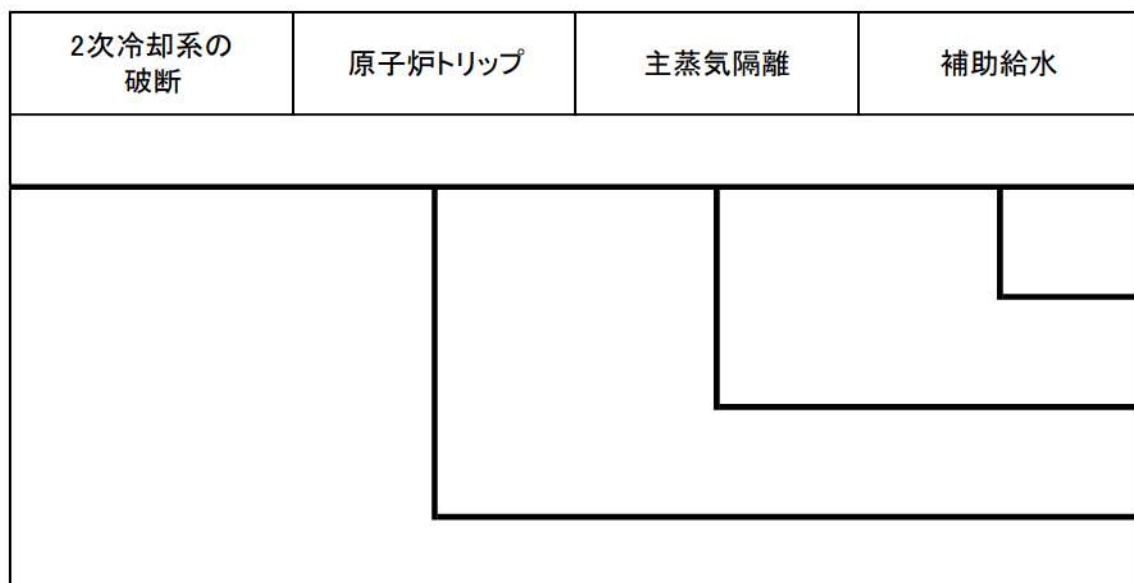 2次冷却系の
破断
原子炉トリップ
主蒸気隔離
補助給水